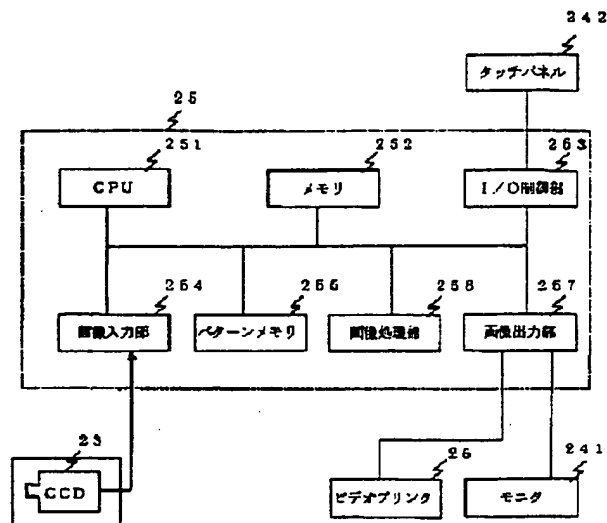 242
タッチパネル
25
251
252
253
CPU
メモリ
I/O制御部
254
255
256
257
画像入力部
パターンメモリ
画像処理部
画像出力部
23
26
241
CCD
ビデオプリンタ
モニタ